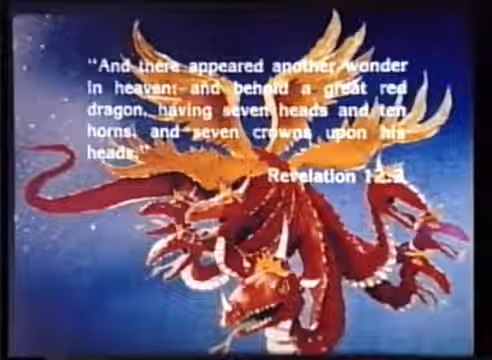 “And there appeared another wonder
in heaven; and behold a great red
dragon, having seven heads and ten
horns, and seven crowns upon his
heads.”
Revelation 12:3